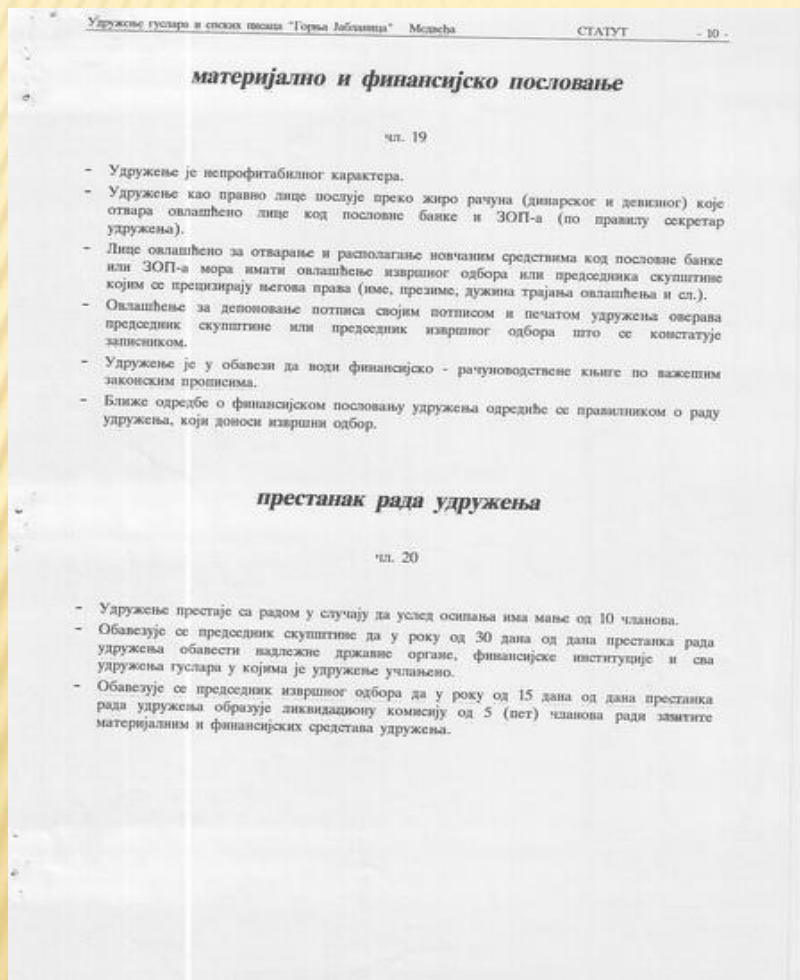 Удружење гуслара и епских писаца "Горња Јабланица" Медвеђа СТАТУТ - 10 -
материјално и финансијско пословање
чл. 19
- Удружење је непрофитабилног карактера.
- Удружење као правно лице послује преко жиро рачуна (динарског и девизног) које
отвара овлашћено лице код пословне банке и ЗОП-а (по правилу секретар
удружења).
- Лице овлашћено за отварање и располагање новчаним средствима код пословне банке
или ЗОП-а мора имати овлашћење извршног одбора или председника скупштине
којим се прецизирају његова права (име, презиме, дужина трајања овлашћења и сл.).
- Овлашћење за депоновање потписа својим потписом и печатом удружења оверава
председник скупштине или председник извршног одбора што се констатује
записником.
- Удружење је у обавези да води финансијско - рачуноводствене књиге по важећим
законским прописима.
- Ближе одредбе о финансијском пословању удружења одредиће се правилником о раду
удружења, који доноси извршни одбор.
престанак рада удружења
чл. 20
- Удружење престаје са радом у случају да услед осипања има мање од 10 чланова.
- Обавезује се председник скупштине да у року од 30 дана од дана престанка рада
удружења обавести надлежне државне органе, финансијске институције и сва
удружења гуслара у којима је удружење учлањено.
- Обавезује се председник извршног одбора да у року од 15 дана од дана престанка
рада удружења образује ликвидациону комисију од 5 (пет) чланова ради заштите
материјалним и финансијских средстава удружења.